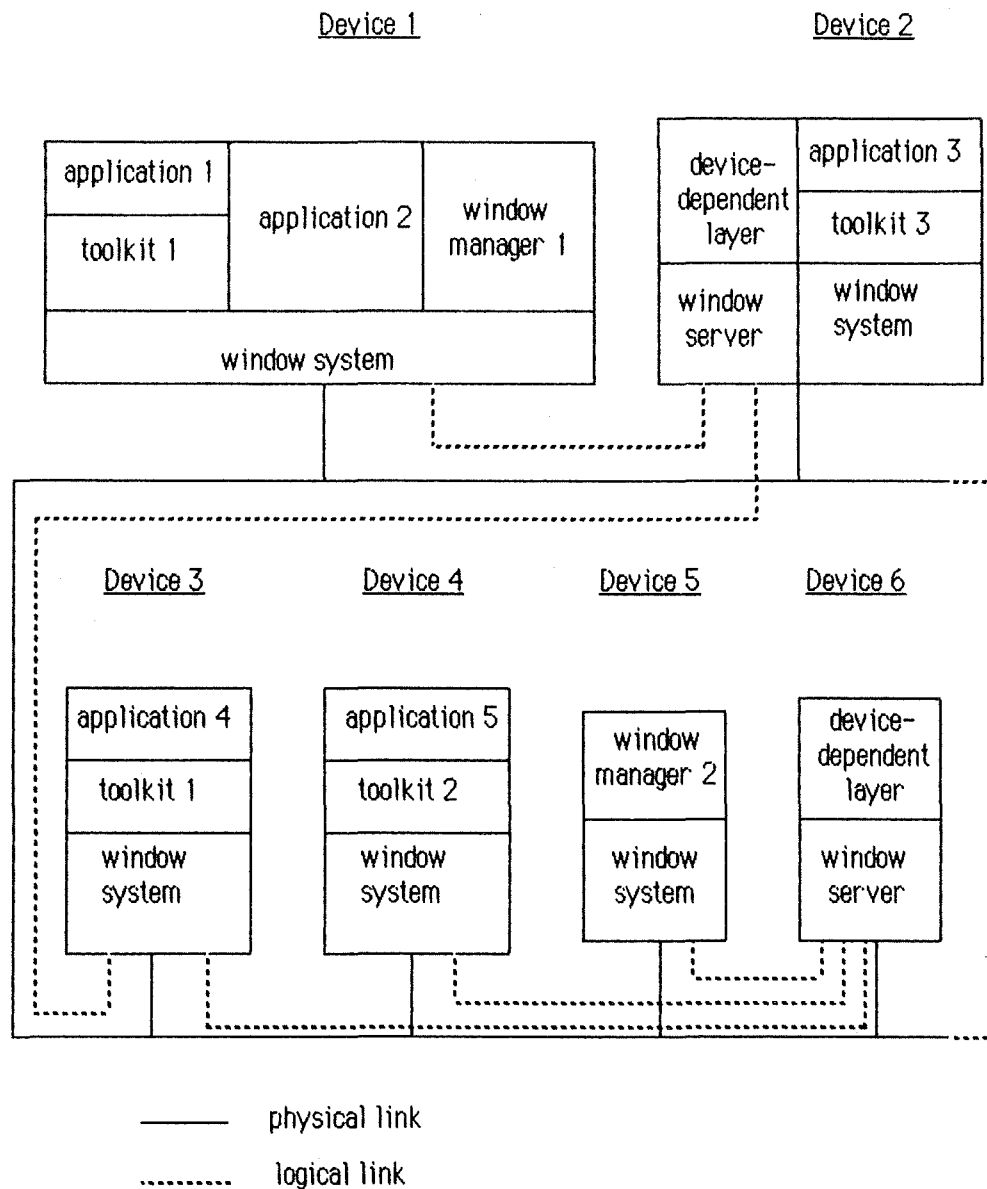 Device 1
Device 2
application 1
toolkit 1
application 2
window
manager 1
window system
device-
dependent
layer
application 3
toolkit 3
window
server
window
system
Device 3
Device 4
Device 5
Device 6
application 4
toolkit 1
window
system
application 5
toolkit 2
window
system
window
manager 2
window
system
device-
dependent
layer
window
server
physical link
logical link